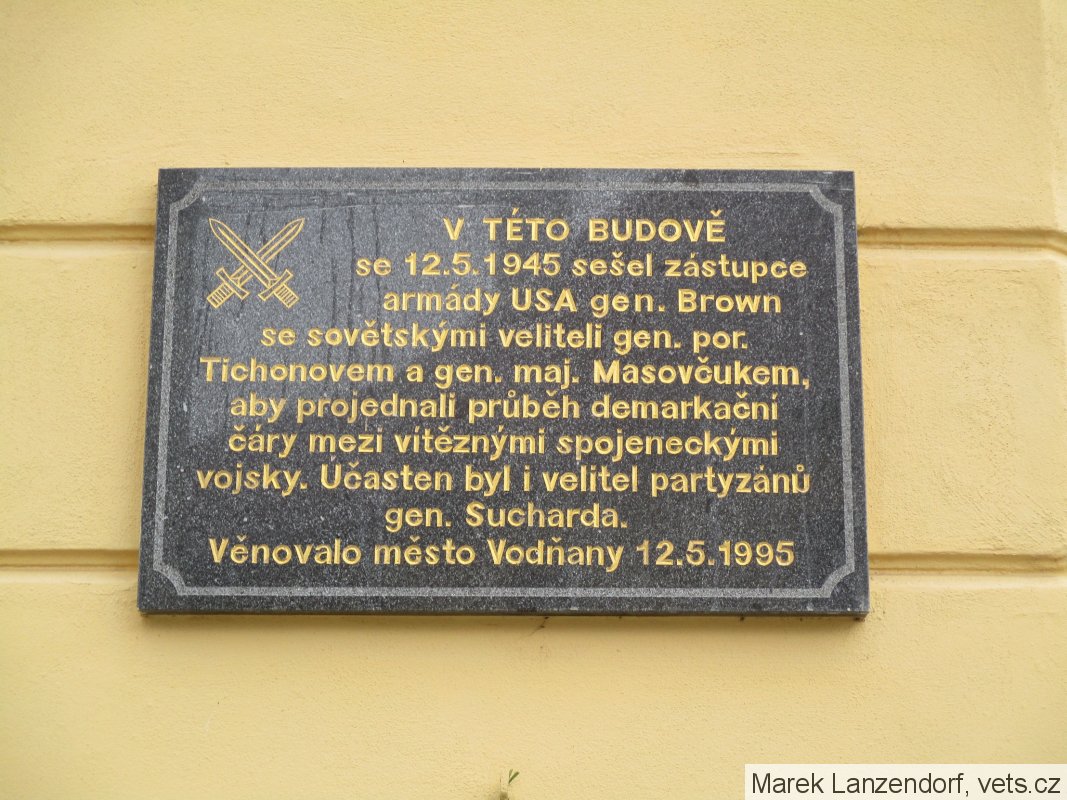 V TÉTO BUDOVĚ
se 12.5.1945 sešel zástupce
armády USA gen. Brown
se sovětskými veliteli gen. por.
Tichonovem a gen. maj. Masovčukem,
aby projednali průběh demarkační
čáry mezi vítěznými spojeneckými
vojsky. Účasten byl i velitel partyzánů
gen. Sucharda.
Věnovalo město Vodňany 12.5.1995
Marek Lanzendorf, vets.cz